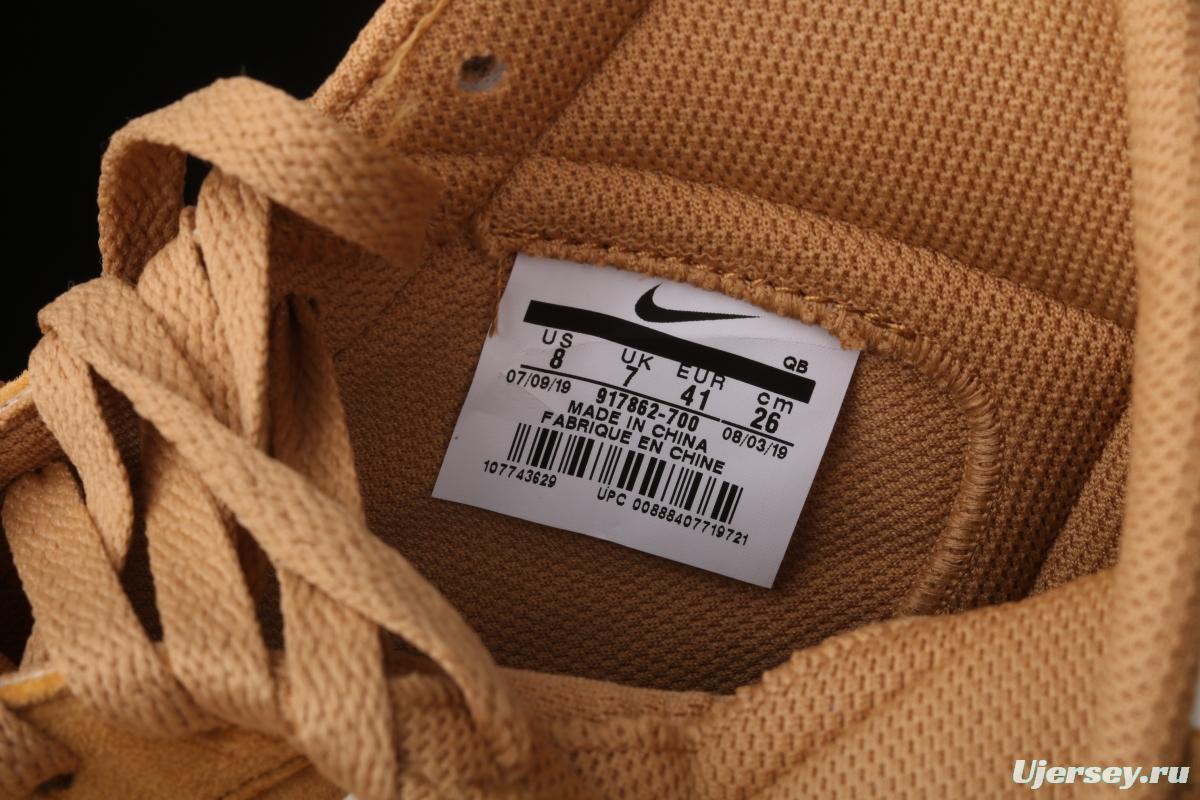 QB
US UK EUR cm
8 7 41 26
07/09/19 917862-700 08/03/19
MADE IN CHINA
FABRIQUE EN CHINE
107743629 UPC 00888407719721
Ujersey.ru